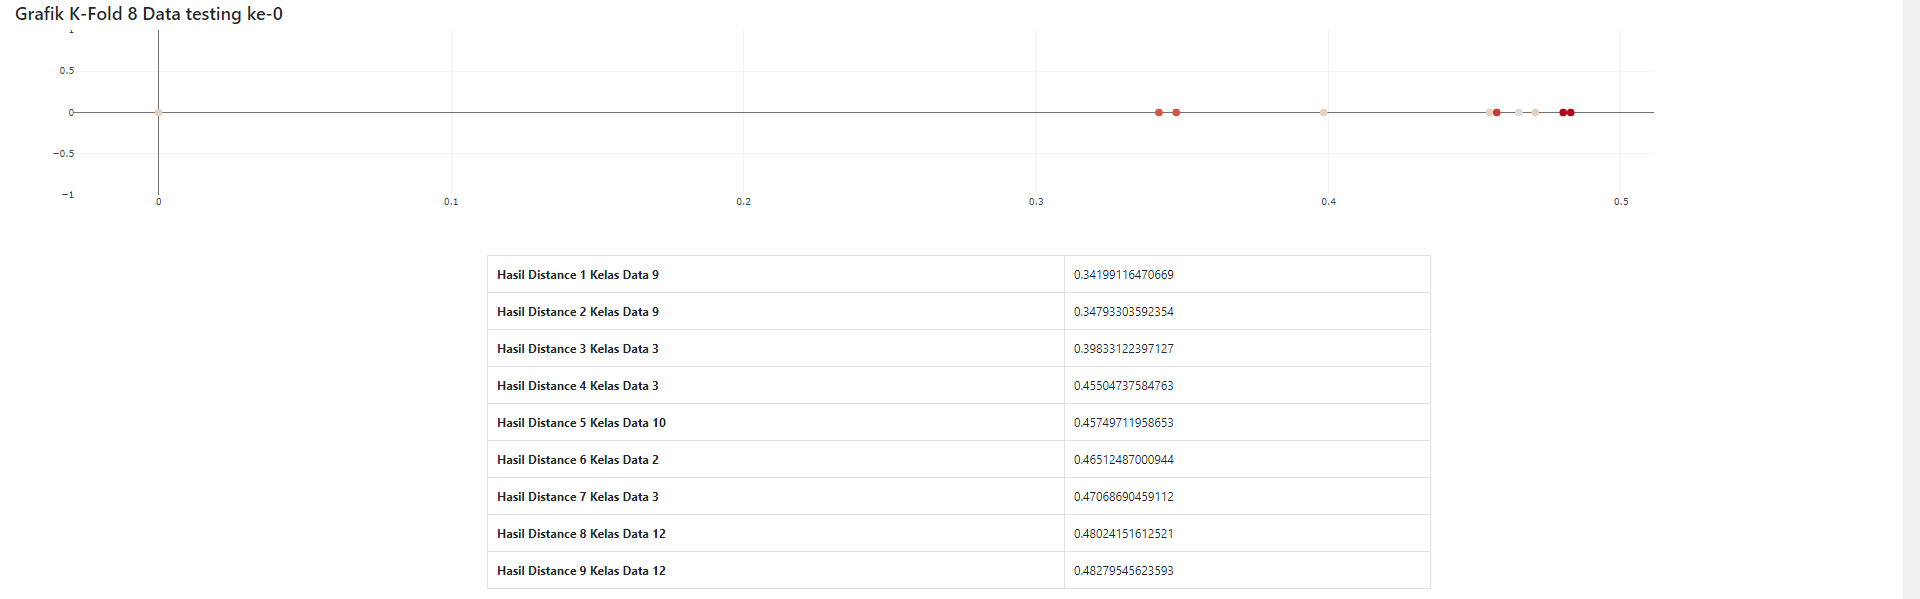 Grafik K-Fold 8 Data testing ke-0
1
0.5
0
−0.5
−1
0 0.1 0.2 0.3 0.4 0.5
Hasil Distance 1 Kelas Data 9 0.34199116470669
Hasil Distance 2 Kelas Data 9 0.34793303592354
Hasil Distance 3 Kelas Data 3 0.39833122397127
Hasil Distance 4 Kelas Data 3 0.45504737584763
Hasil Distance 5 Kelas Data 10 0.45749711958653
Hasil Distance 6 Kelas Data 2 0.46512487000944
Hasil Distance 7 Kelas Data 3 0.47068690459112
Hasil Distance 8 Kelas Data 12 0.48024151612521
Hasil Distance 9 Kelas Data 12 0.48279545623593